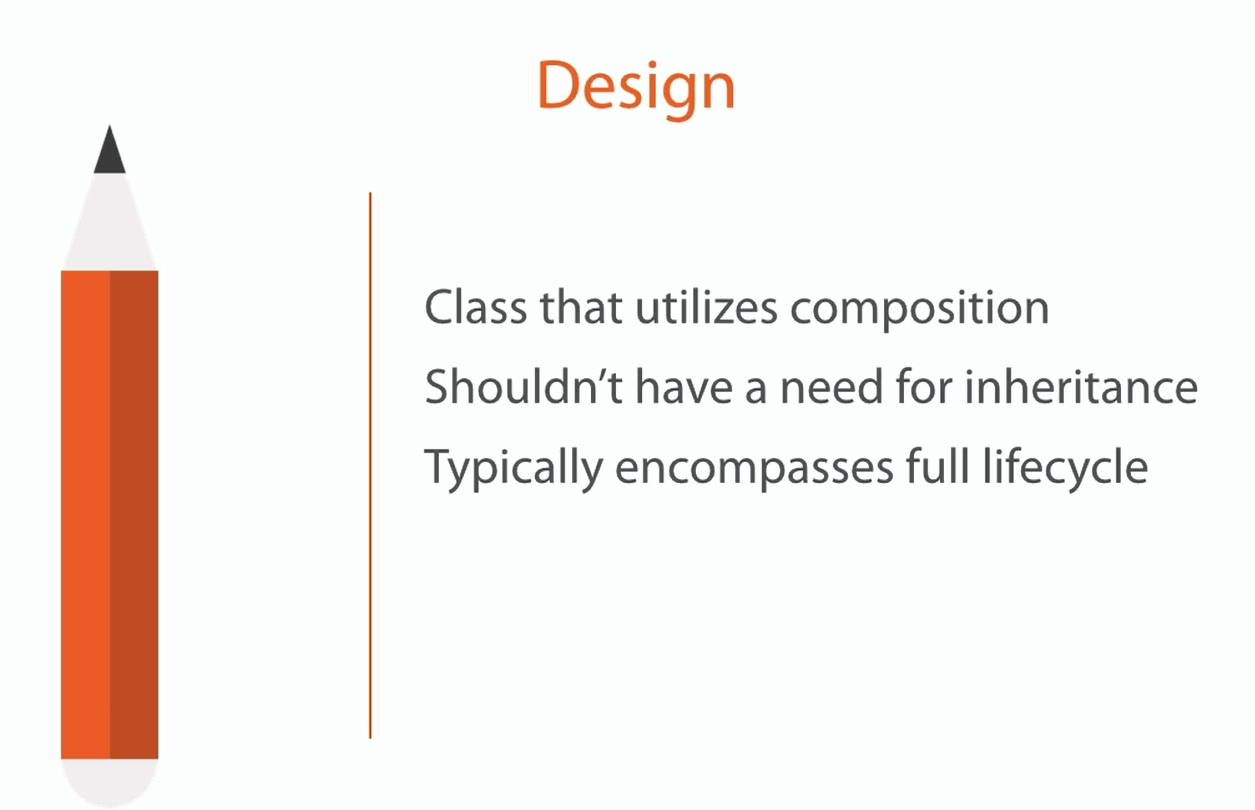 Design
Class that utilizes composition
Shouldn’t have a need for inheritance
Typically encompasses full lifecycle